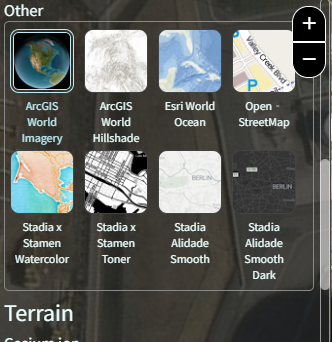 Other
+
−
Valley Creek Blvd
P
P
BERLIN
BERLIN
ArcGIS
World
Imagery
ArcGIS
World
Hillshade
Esri World
Ocean
Open -
StreetMap
Stadia x
Stamen
Watercolor
Stadia x
Stamen
Toner
Stadia
Alidade
Smooth
Stadia
Alidade
Smooth
Dark
Terrain
Cesium ion